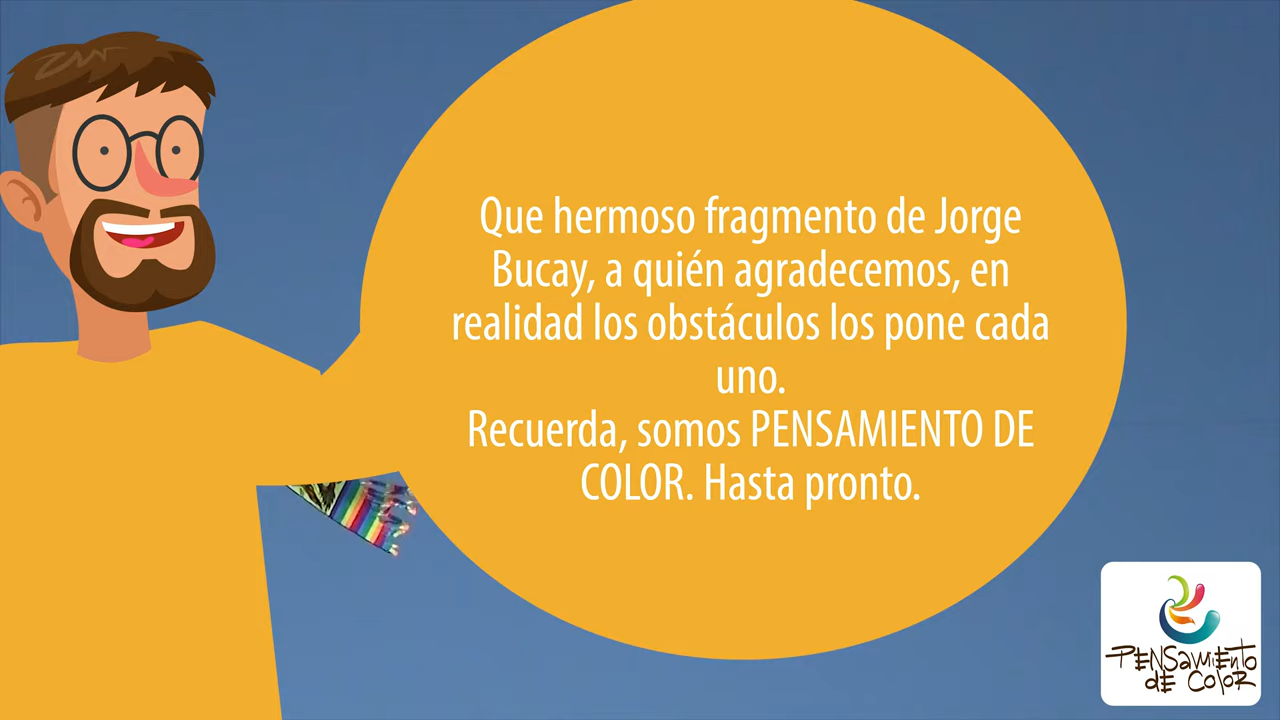 Que hermoso fragmento de Jorge
Bucay, a quién agradecemos, en
realidad los obstáculos los pone cada
uno.
Recuerda, somos PENSAMIENTO DE
COLOR. Hasta pronto.
PENSAMIENTO
DE COLOR